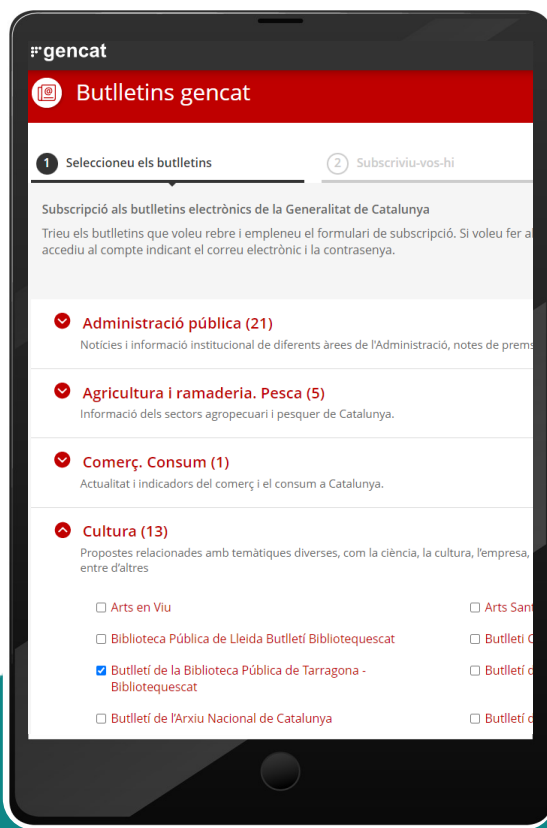 gencat
Butlletins gencat
1 Seleccioneu els butlletins
2 Subscriviu-vos-hi
Subscripció als butlletins electrònics de la Generalitat de Catalunya
Trieu els butlletins que voleu rebre i empleneu el formulari de subscripció. Si voleu fer
accediu al compte indicant el correu electrònic i la contrasenya.
Administració pública (21)
Notícies i informació institucional de diferents àrees de l'Administració, notes de prems
Agricultura i ramaderia. Pesca (5)
Informació dels sectors agropecuari i pesquer de Catalunya.
Comerç. Consum (1)
Actualitat i indicadors del comerç i el consum a Catalunya.
Cultura (13)
Propostes relacionades amb temàtiques diverses, com la ciència, la cultura, l'empresa,
entre d'altres
Arts en Viu
Arts Sant
Biblioteca Pública de Lleida Butlletí Bibliotequescat
Butlletí
Butlletí de la Biblioteca Pública de Tarragona -
Bibliotequescat
Butlletí d
Butlletí de l'Arxiu Nacional de Catalunya
Butlletí d